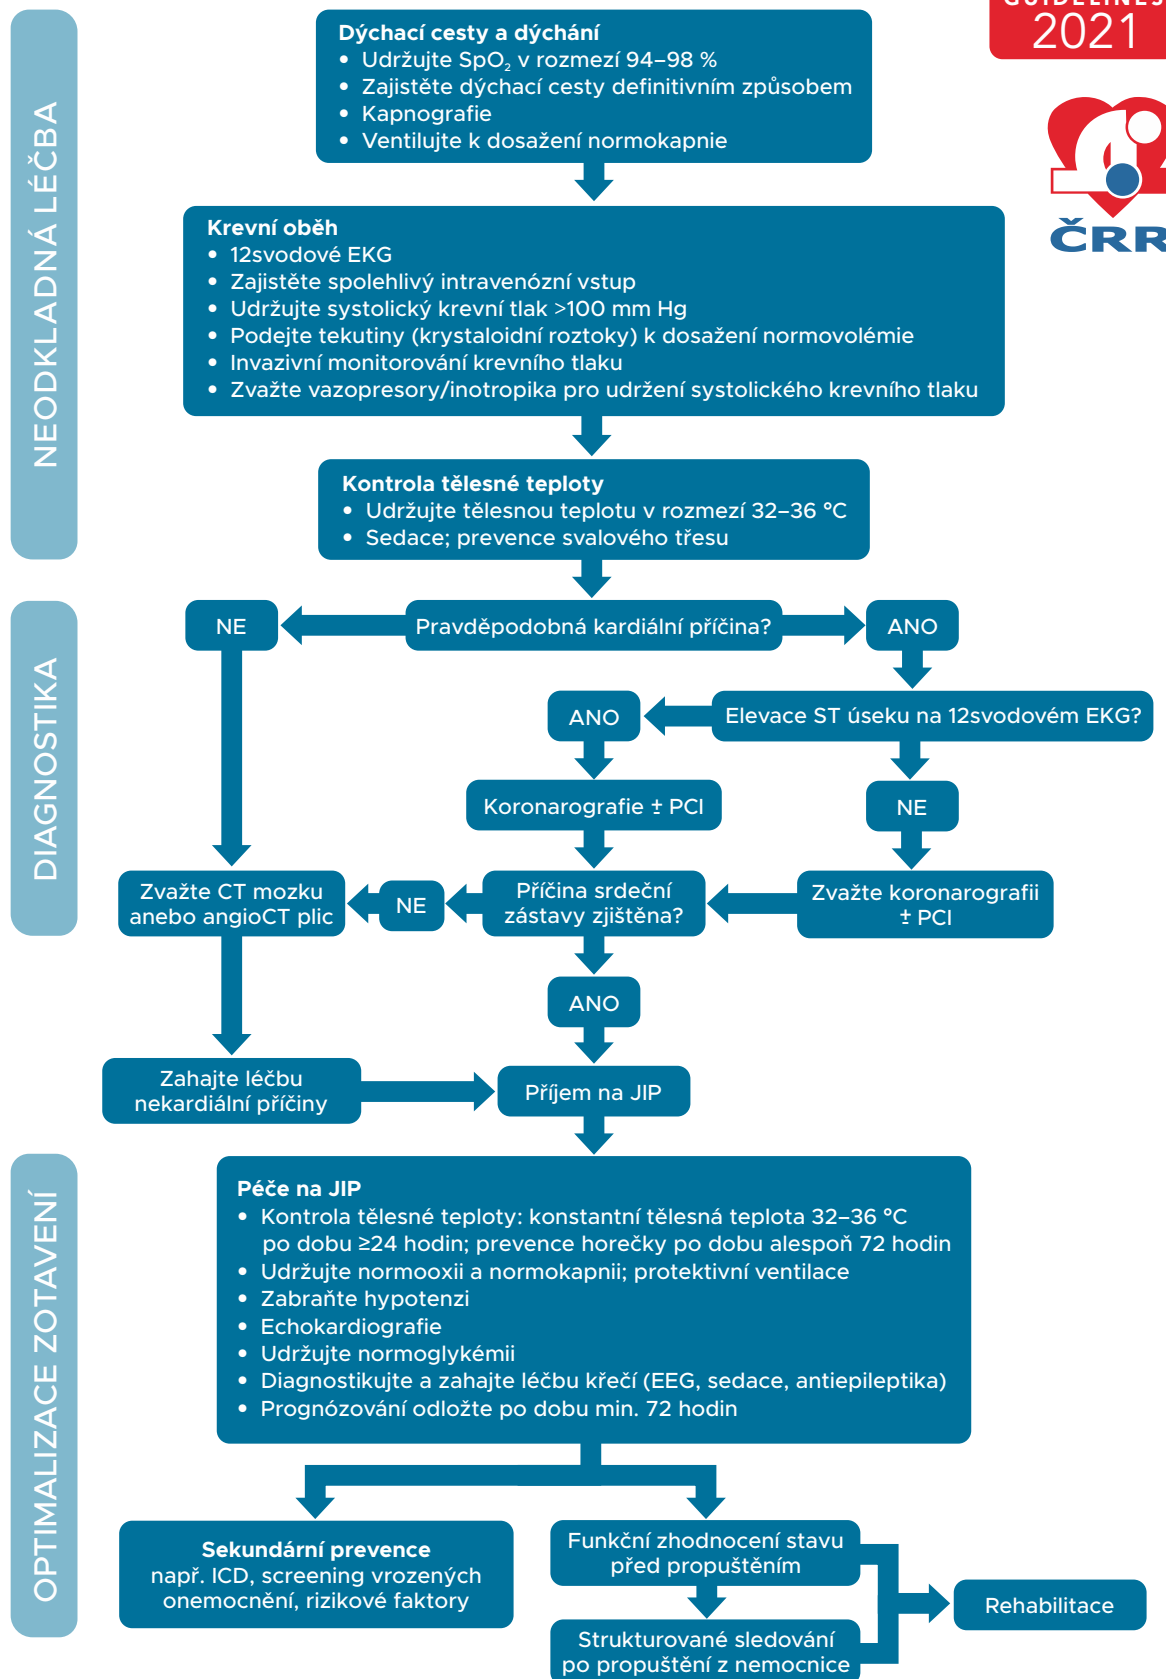 GUIDELINES
2021
ČRR
NEODKLADNÁ LÉČBA
Dýchací cesty a dýchání
• Udržujte SpO₂ v rozmezí 94–98 %
• Zajistěte dýchací cesty definitivním způsobem
• Kapnografie
• Ventilujte k dosažení normokapnie
Krevní oběh
• 12svodové EKG
• Zajistěte spolehlivý intravenózní vstup
• Udržujte systolický krevní tlak >100 mm Hg
• Podejte tekutiny (krystaloidní roztoky) k dosažení normovolémie
• Invazivní monitorování krevního tlaku
• Zvažte vazopresory/inotropika pro udržení systolického krevního tlaku
Kontrola tělesné teploty
• Udržujte tělesnou teplotu v rozmezí 32–36 °C
• Sedace; prevence svalového třesu
DIAGNOSTIKA
NE
Pravděpodobná kardiální příčina?
ANO
ANO
Elevace ST úseku na 12svodovém EKG?
Koronarografie ± PCI
NE
Zvažte CT mozku
anebo angioCT plic
NE
Příčina srdeční
zástavy zjištěna?
Zvažte koronarografii
± PCI
ANO
Zahajte léčbu
nekardiální příčiny
Příjem na JIP
OPTIMALIZACE ZOTAVENÍ
Péče na JIP
• Kontrola tělesné teploty: konstantní tělesná teplota 32–36 °C
po dobu ≥24 hodin; prevence horečky po dobu alespoň 72 hodin
• Udržujte normooxii a normokapnii; protektivní ventilace
• Zabraňte hypotenzi
• Echokardiografie
• Udržujte normoglykémii
• Diagnostikujte a zahajte léčbu křečí (EEG, sedace, antiepileptika)
• Prognózování odložte po dobu min. 72 hodin
Sekundární prevence
např. ICD, screening vrozených
onemocnění, rizikové faktory
Funkční zhodnocení stavu
před propuštěním
Rehabilitace
Strukturované sledování
po propuštění z nemocnice